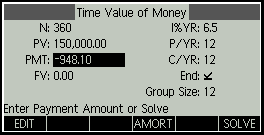 Time Value of Money
N: 360 I%YR: 6.5
PV: 150,000.00 P/YR: 12
PMT: -948.10 C/YR: 12
FV: 0.00 End: ✓
Group Size: 12
Enter Payment Amount or Solve
EDIT AMORT SOLVE